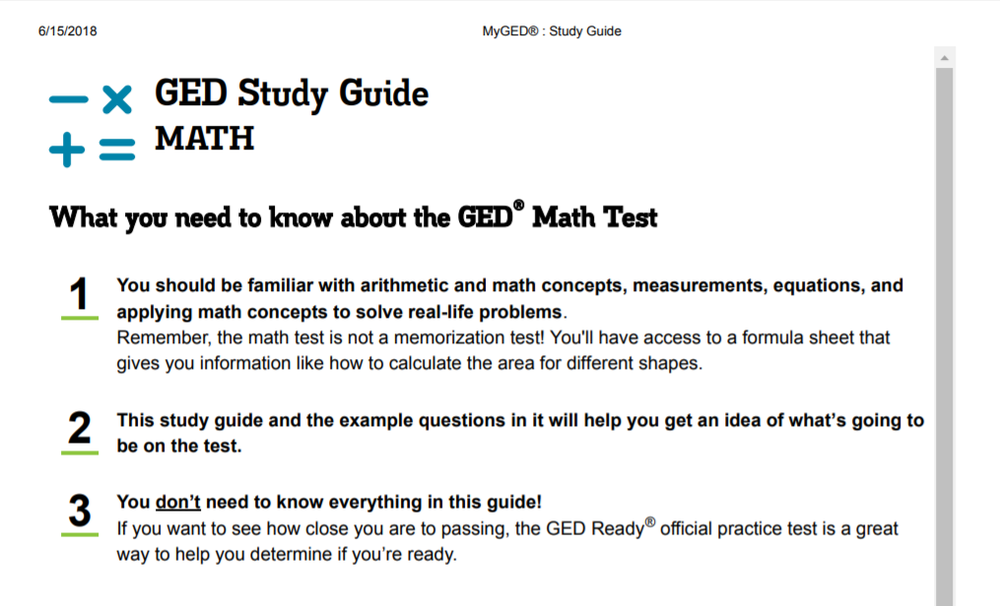 6/15/2018 MyGED® : Study Guide
GED Study Guide
MATH
What you need to know about the GED® Math Test
1 You should be familiar with arithmetic and math concepts, measurements, equations, and
applying math concepts to solve real-life problems.
Remember, the math test is not a memorization test! You'll have access to a formula sheet that
gives you information like how to calculate the area for different shapes.
2 This study guide and the example questions in it will help you get an idea of what’s going to
be on the test.
3 You don’t need to know everything in this guide!
If you want to see how close you are to passing, the GED Ready® official practice test is a great
way to help you determine if you’re ready.